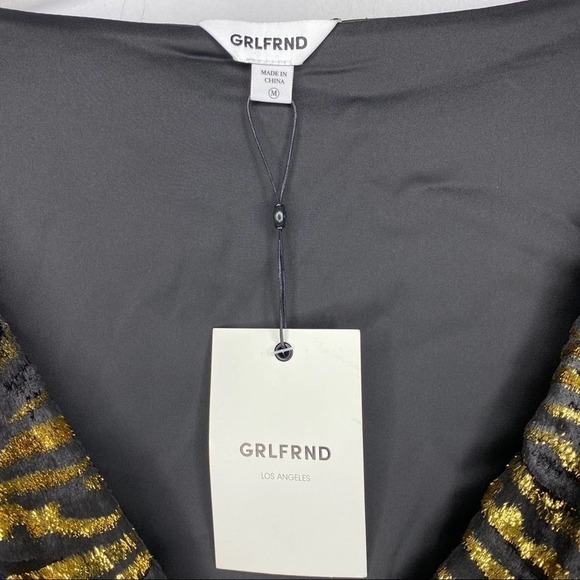 GRLFRND
MADE IN
CHINA
M
GRLFRND
LOS ANGELES